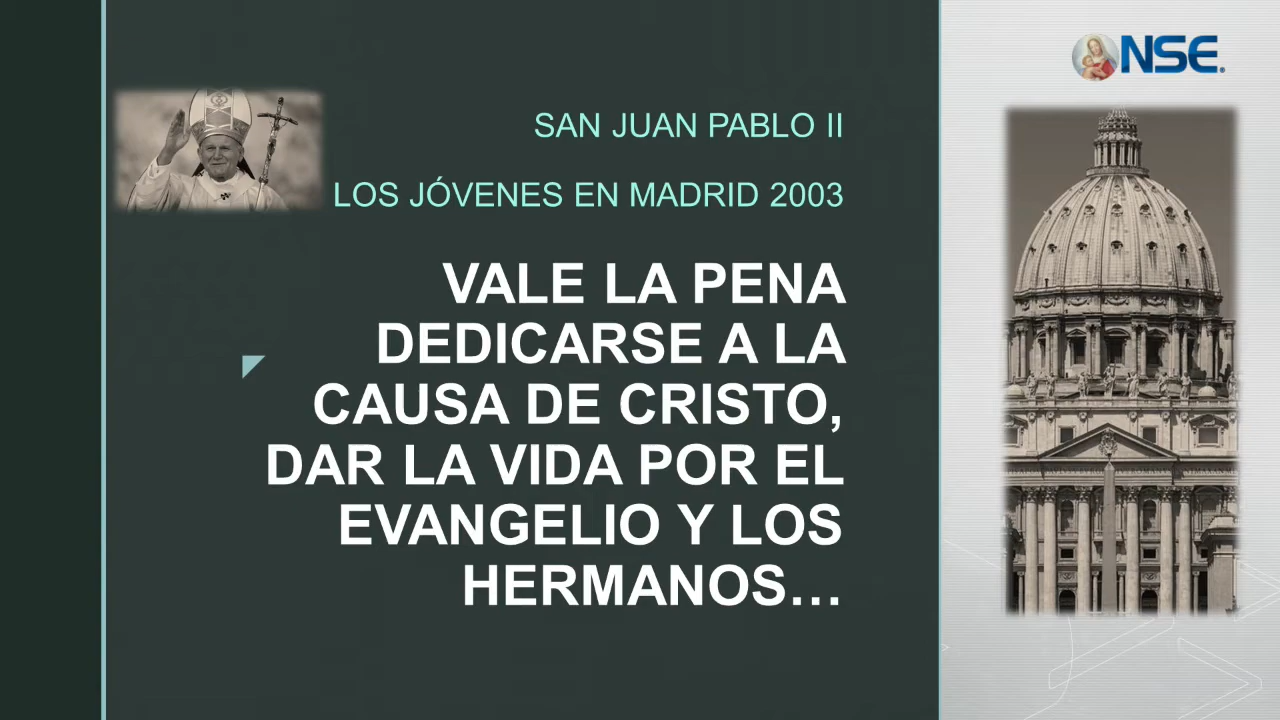 NSE
SAN JUAN PABLO II
LOS JÓVENES EN MADRID 2003
VALE LA PENA
DEDICARSE A LA
CAUSA DE CRISTO,
DAR LA VIDA POR EL
EVANGELIO Y LOS
HERMANOS…